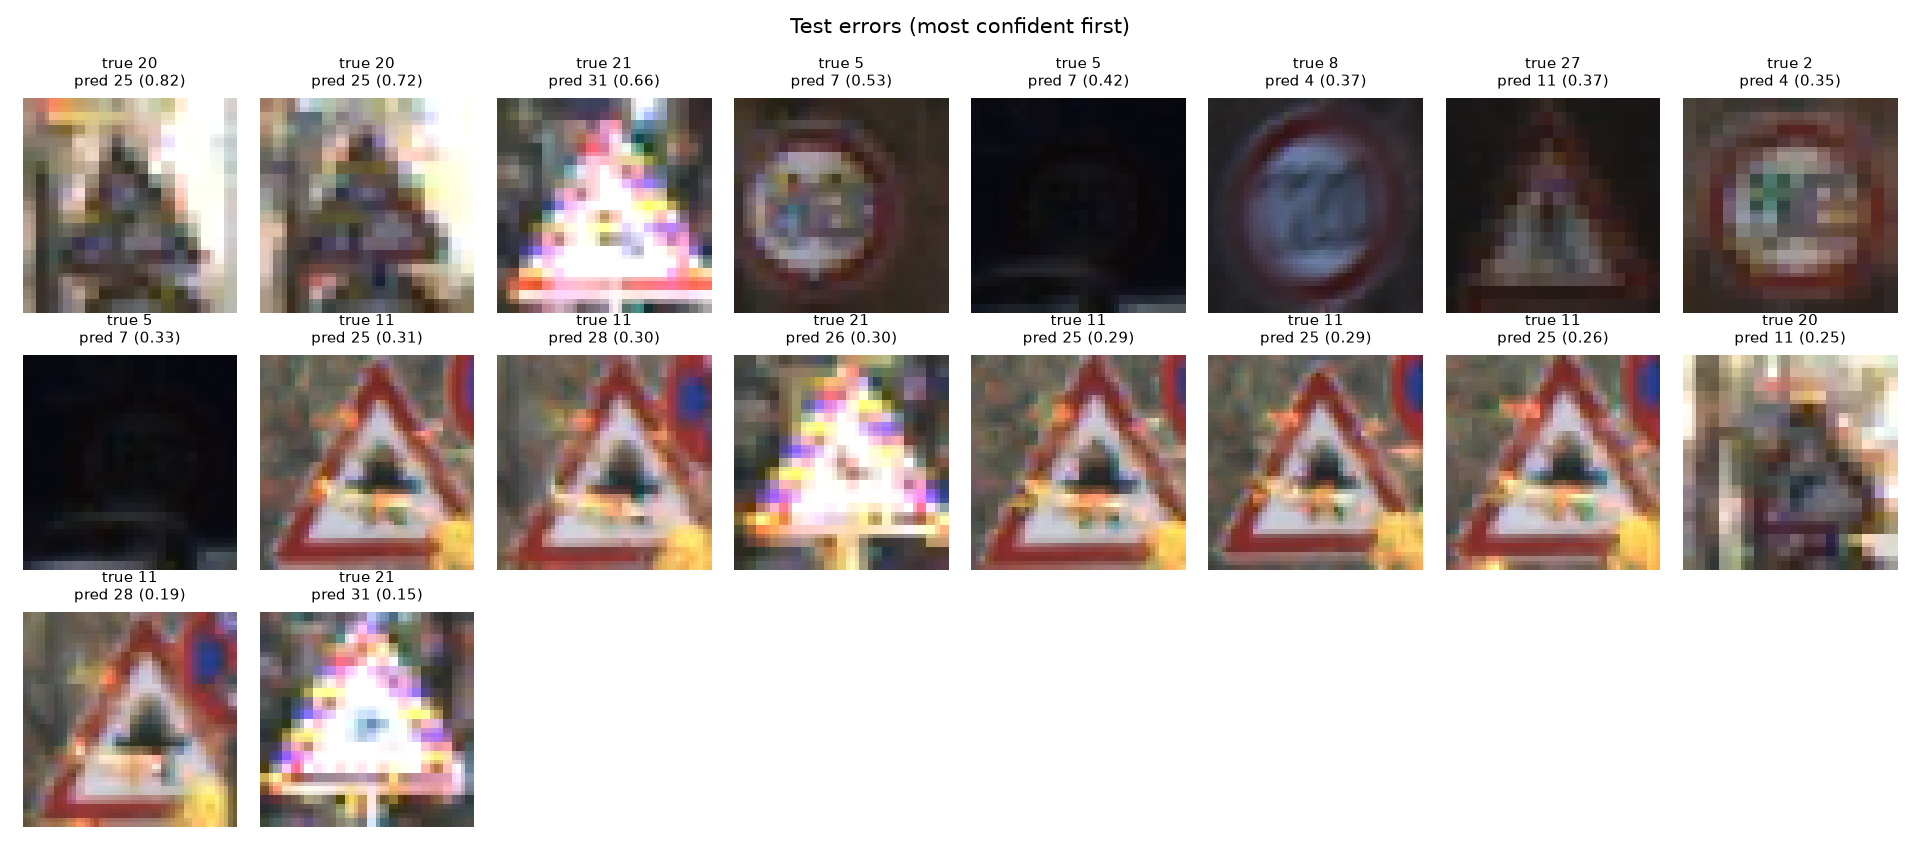 Test errors (most confident first)
true 20
pred 25 (0.82)
true 20
pred 25 (0.72)
true 21
pred 31 (0.66)
true 5
pred 7 (0.53)
true 5
pred 7 (0.42)
true 8
pred 4 (0.37)
true 27
pred 11 (0.37)
true 2
pred 4 (0.35)
true 5
pred 7 (0.33)
true 11
pred 25 (0.31)
true 11
pred 28 (0.30)
true 21
pred 26 (0.30)
true 11
pred 25 (0.29)
true 11
pred 25 (0.29)
true 11
pred 25 (0.26)
true 20
pred 11 (0.25)
true 11
pred 28 (0.19)
true 21
pred 31 (0.15)